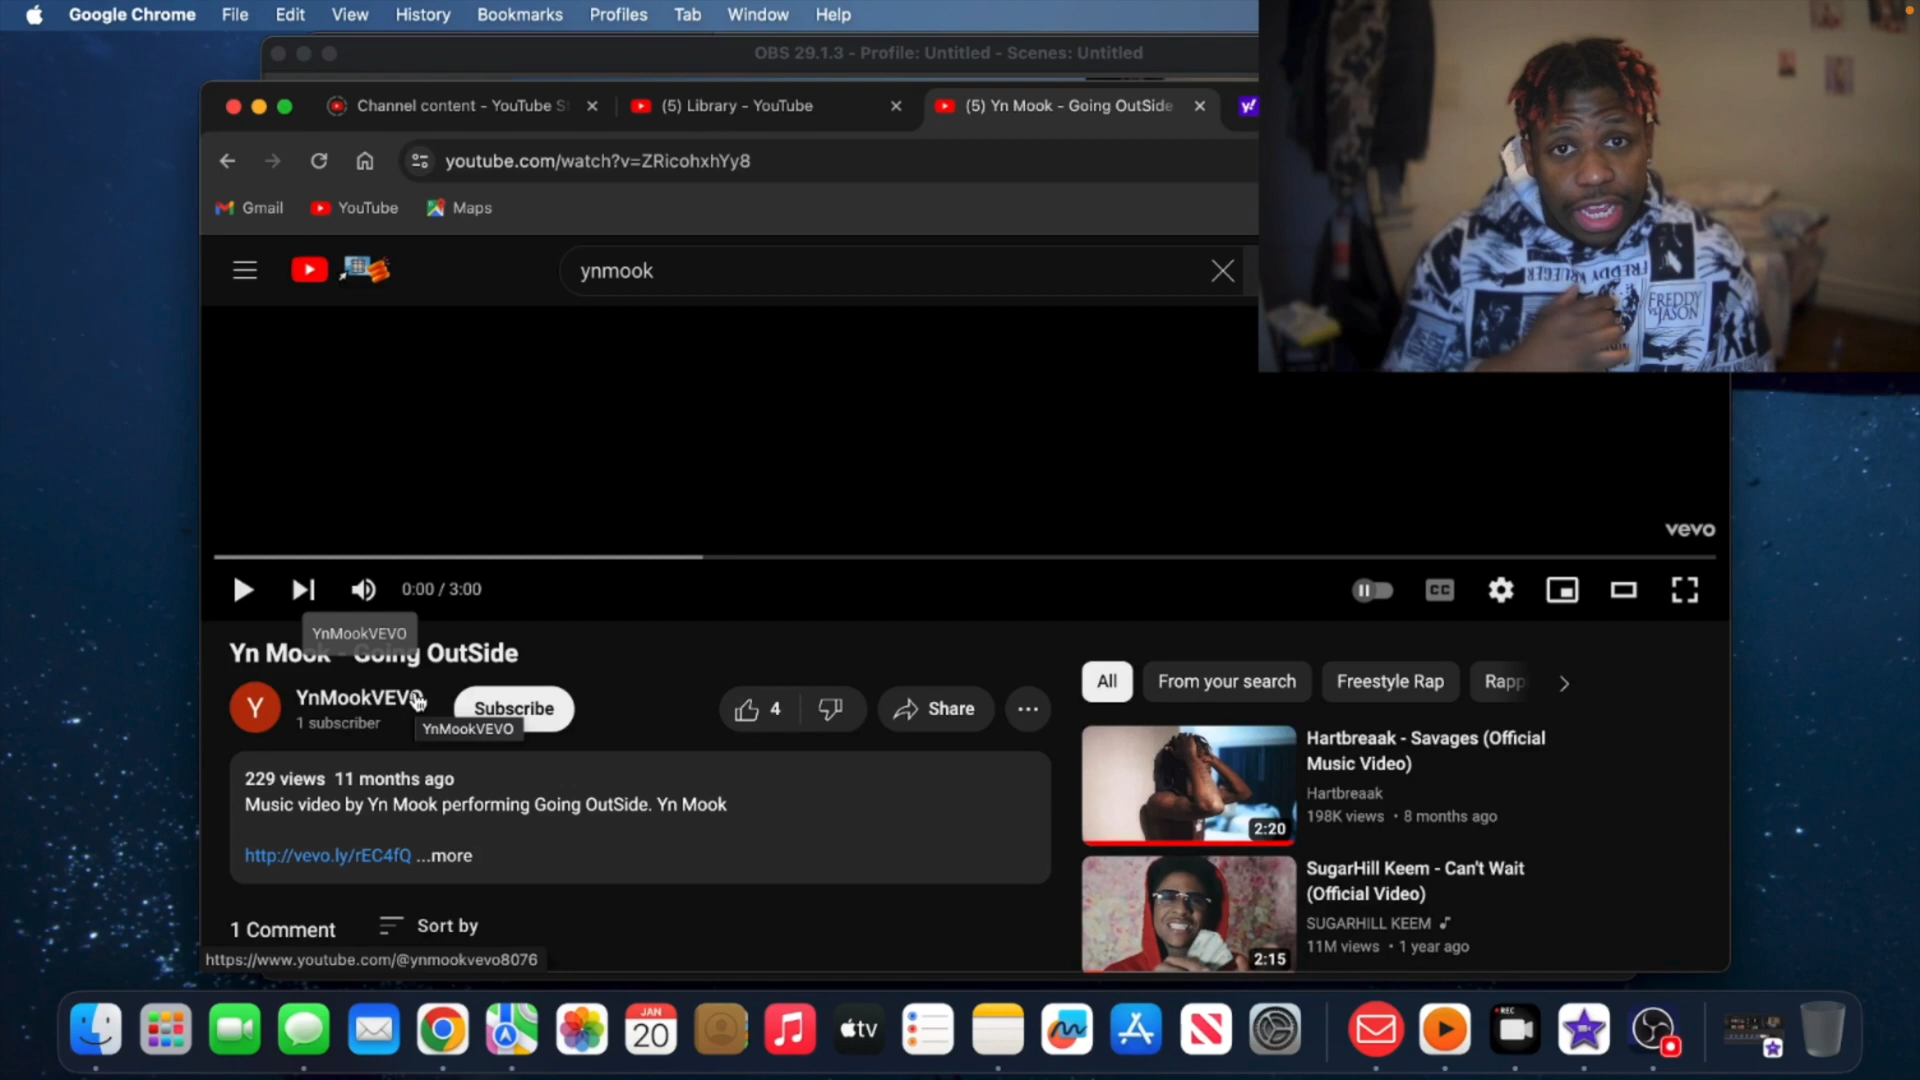 Google Chrome File Edit View History Bookmarks Profiles Tab Window Help
OBS 29.1.3 - Profile: Untitled - Scenes: Untitled
Channel content - YouTube St (5) Library - YouTube (5) Yn Mook - Going OutSide y!
youtube.com/watch?v=ZRicohxhYy8
Gmail YouTube Maps
ynmook
FREDDY
JASON
vevo
0:00 / 3:00
CC
YnMookVEVO
Yn Mook - Going OutSide
YnMookVEVO
1 subscriber
Subscribe
YnMookVEVO
4
Share
229 views 11 months ago
Music video by Yn Mook performing Going OutSide. Yn Mook
http://vevo.ly/rEC4fQ ...more
1 Comment Sort by
https://www.youtube.com/@ynmookvevo8076
All From your search Freestyle Rap Rapp
Hartbreaak - Savages (Official
Music Video)
Hartbreaak
198K views • 8 months ago
2:20
SugarHill Keem - Can't Wait
(Official Video)
SUGARHILL KEEM
11M views • 1 year ago
2:15
JAN
20
tv
REC